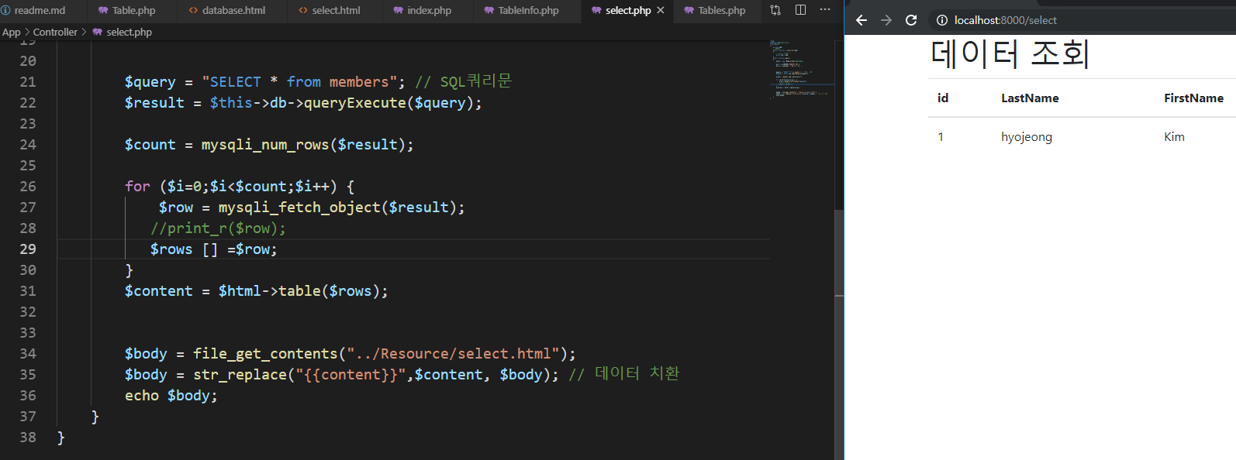 readme.md Table.php database.html select.html index.php TableInfo.php select.php Tables.php
App > Controller > select.php
19
20
21 $query = "SELECT * from members"; // SQL쿼리문
22 $result = $this->db->queryExecute($query);
23
24 $count = mysqli_num_rows($result);
25
26 for ($i=0;$i<$count;$i++) {
27 $row = mysqli_fetch_object($result);
28 //print_r($row);
29 $rows [] =$row;
30 }
31 $content = $html->table($rows);
32
33
34 $body = file_get_contents("../Resource/select.html");
35 $body = str_replace("{{content}}",$content, $body); // 데이터 치환
36 echo $body;
37 }
38 }
localhost:8000/select
데이터 조회
id LastName FirstName
1 hyojeong Kim